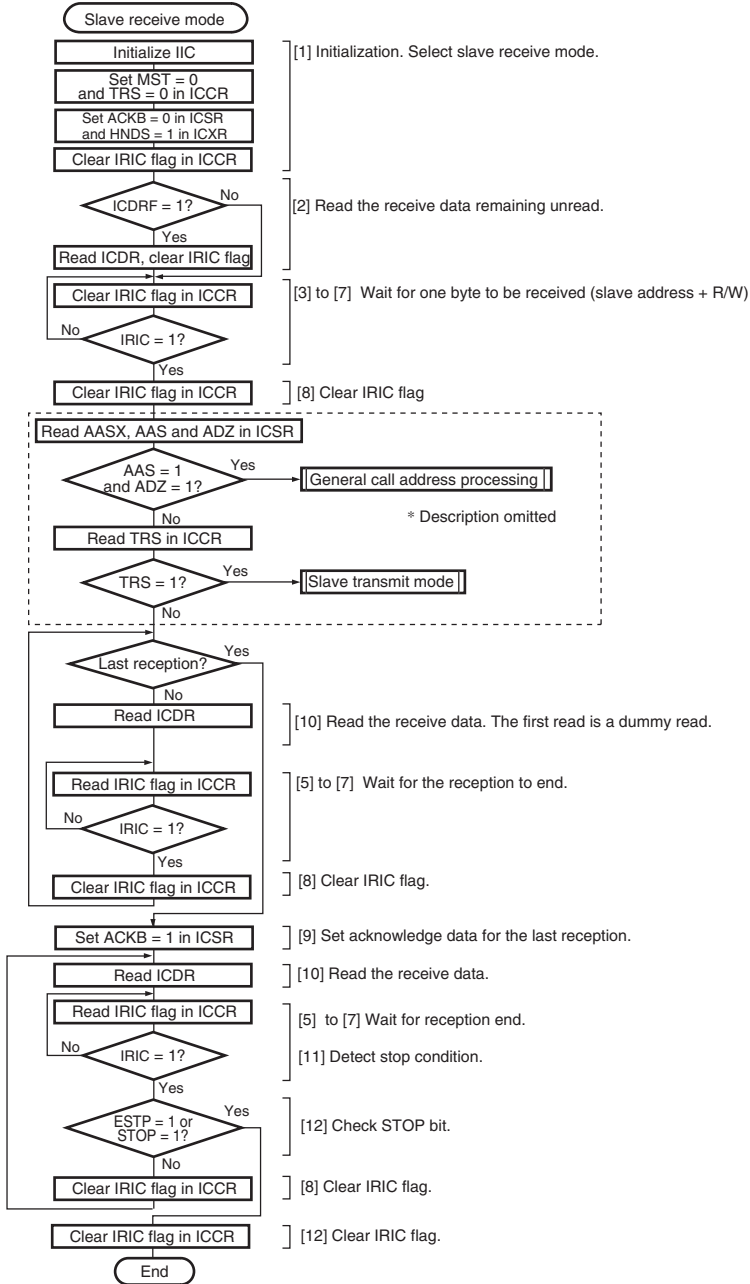 Slave receive mode
Initialize IIC
[1] Initialization. Select slave receive mode.
Set MST = 0
and TRS = 0 in ICCR
Set ACKB = 0 in ICSR
and HNDS = 1 in ICXR
Clear IRIC flag in ICCR
ICDRF = 1?
No
[2] Read the receive data remaining unread.
Yes
Read ICDR, clear IRIC flag
Clear IRIC flag in ICCR
[3] to [7] Wait for one byte to be received (slave address + R/W)
No
IRIC = 1?
Yes
Clear IRIC flag in ICCR
[8] Clear IRIC flag
Read AASX, AAS and ADZ in ICSR
AAS = 1
and ADZ = 1?
Yes
General call address processing
No
* Description omitted
Read TRS in ICCR
TRS = 1?
Yes
Slave transmit mode
No
Last reception?
Yes
No
Read ICDR
[10] Read the receive data. The first read is a dummy read.
Read IRIC flag in ICCR
[5] to [7] Wait for the reception to end.
No
IRIC = 1?
Yes
Clear IRIC flag in ICCR
[8] Clear IRIC flag.
Set ACKB = 1 in ICSR
[9] Set acknowledge data for the last reception.
Read ICDR
[10] Read the receive data.
Read IRIC flag in ICCR
[5] to [7] Wait for reception end.
No
IRIC = 1?
[11] Detect stop condition.
Yes
ESTP = 1 or
STOP = 1?
Yes
[12] Check STOP bit.
No
Clear IRIC flag in ICCR
[8] Clear IRIC flag.
Clear IRIC flag in ICCR
[12] Clear IRIC flag.
End